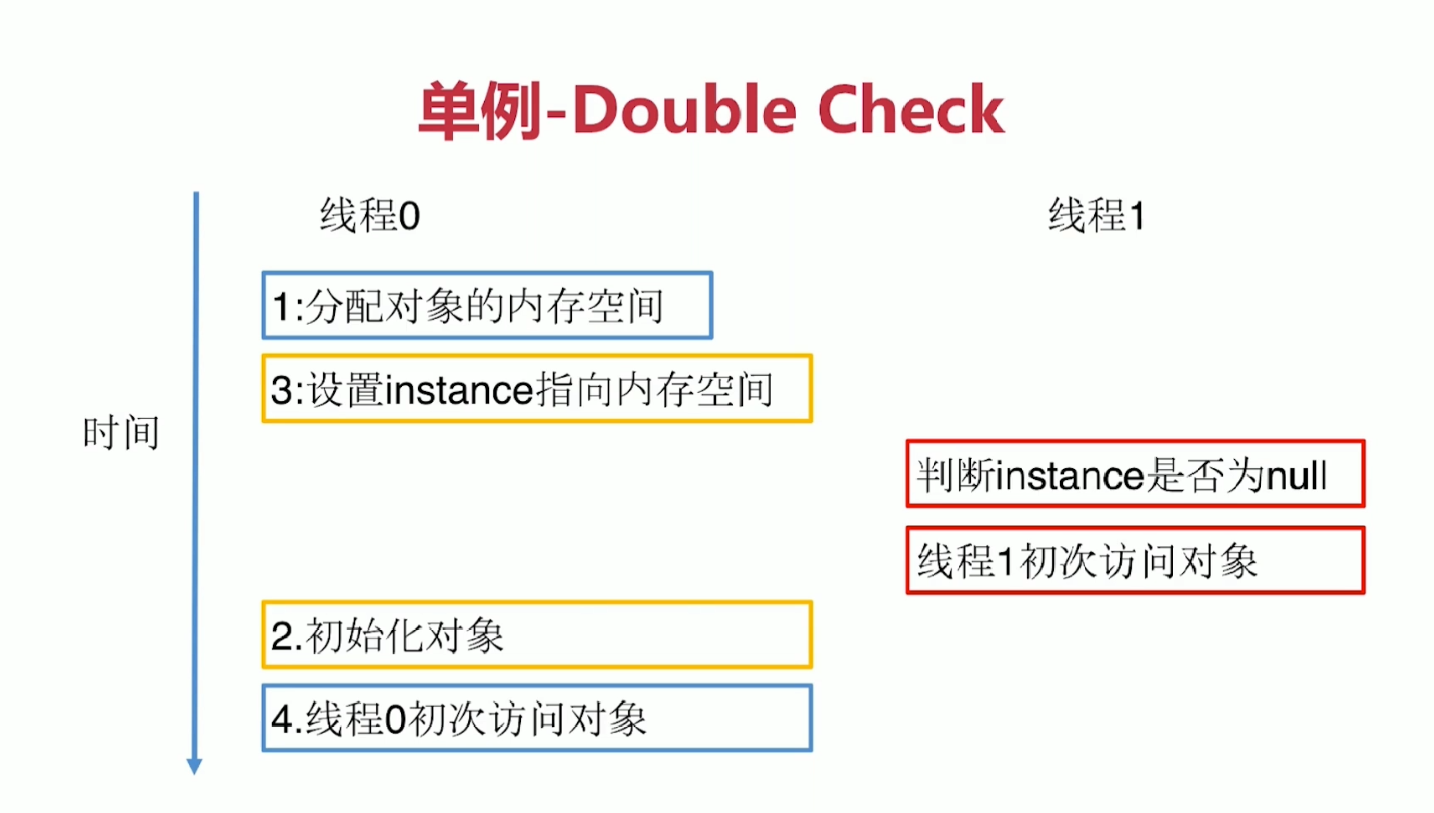 单例-Double Check
线程0
线程1
1:分配对象的内存空间
3:设置instance指向内存空间
时间
判断instance是否为null
线程1初次访问对象
2.初始化对象
4.线程0初次访问对象